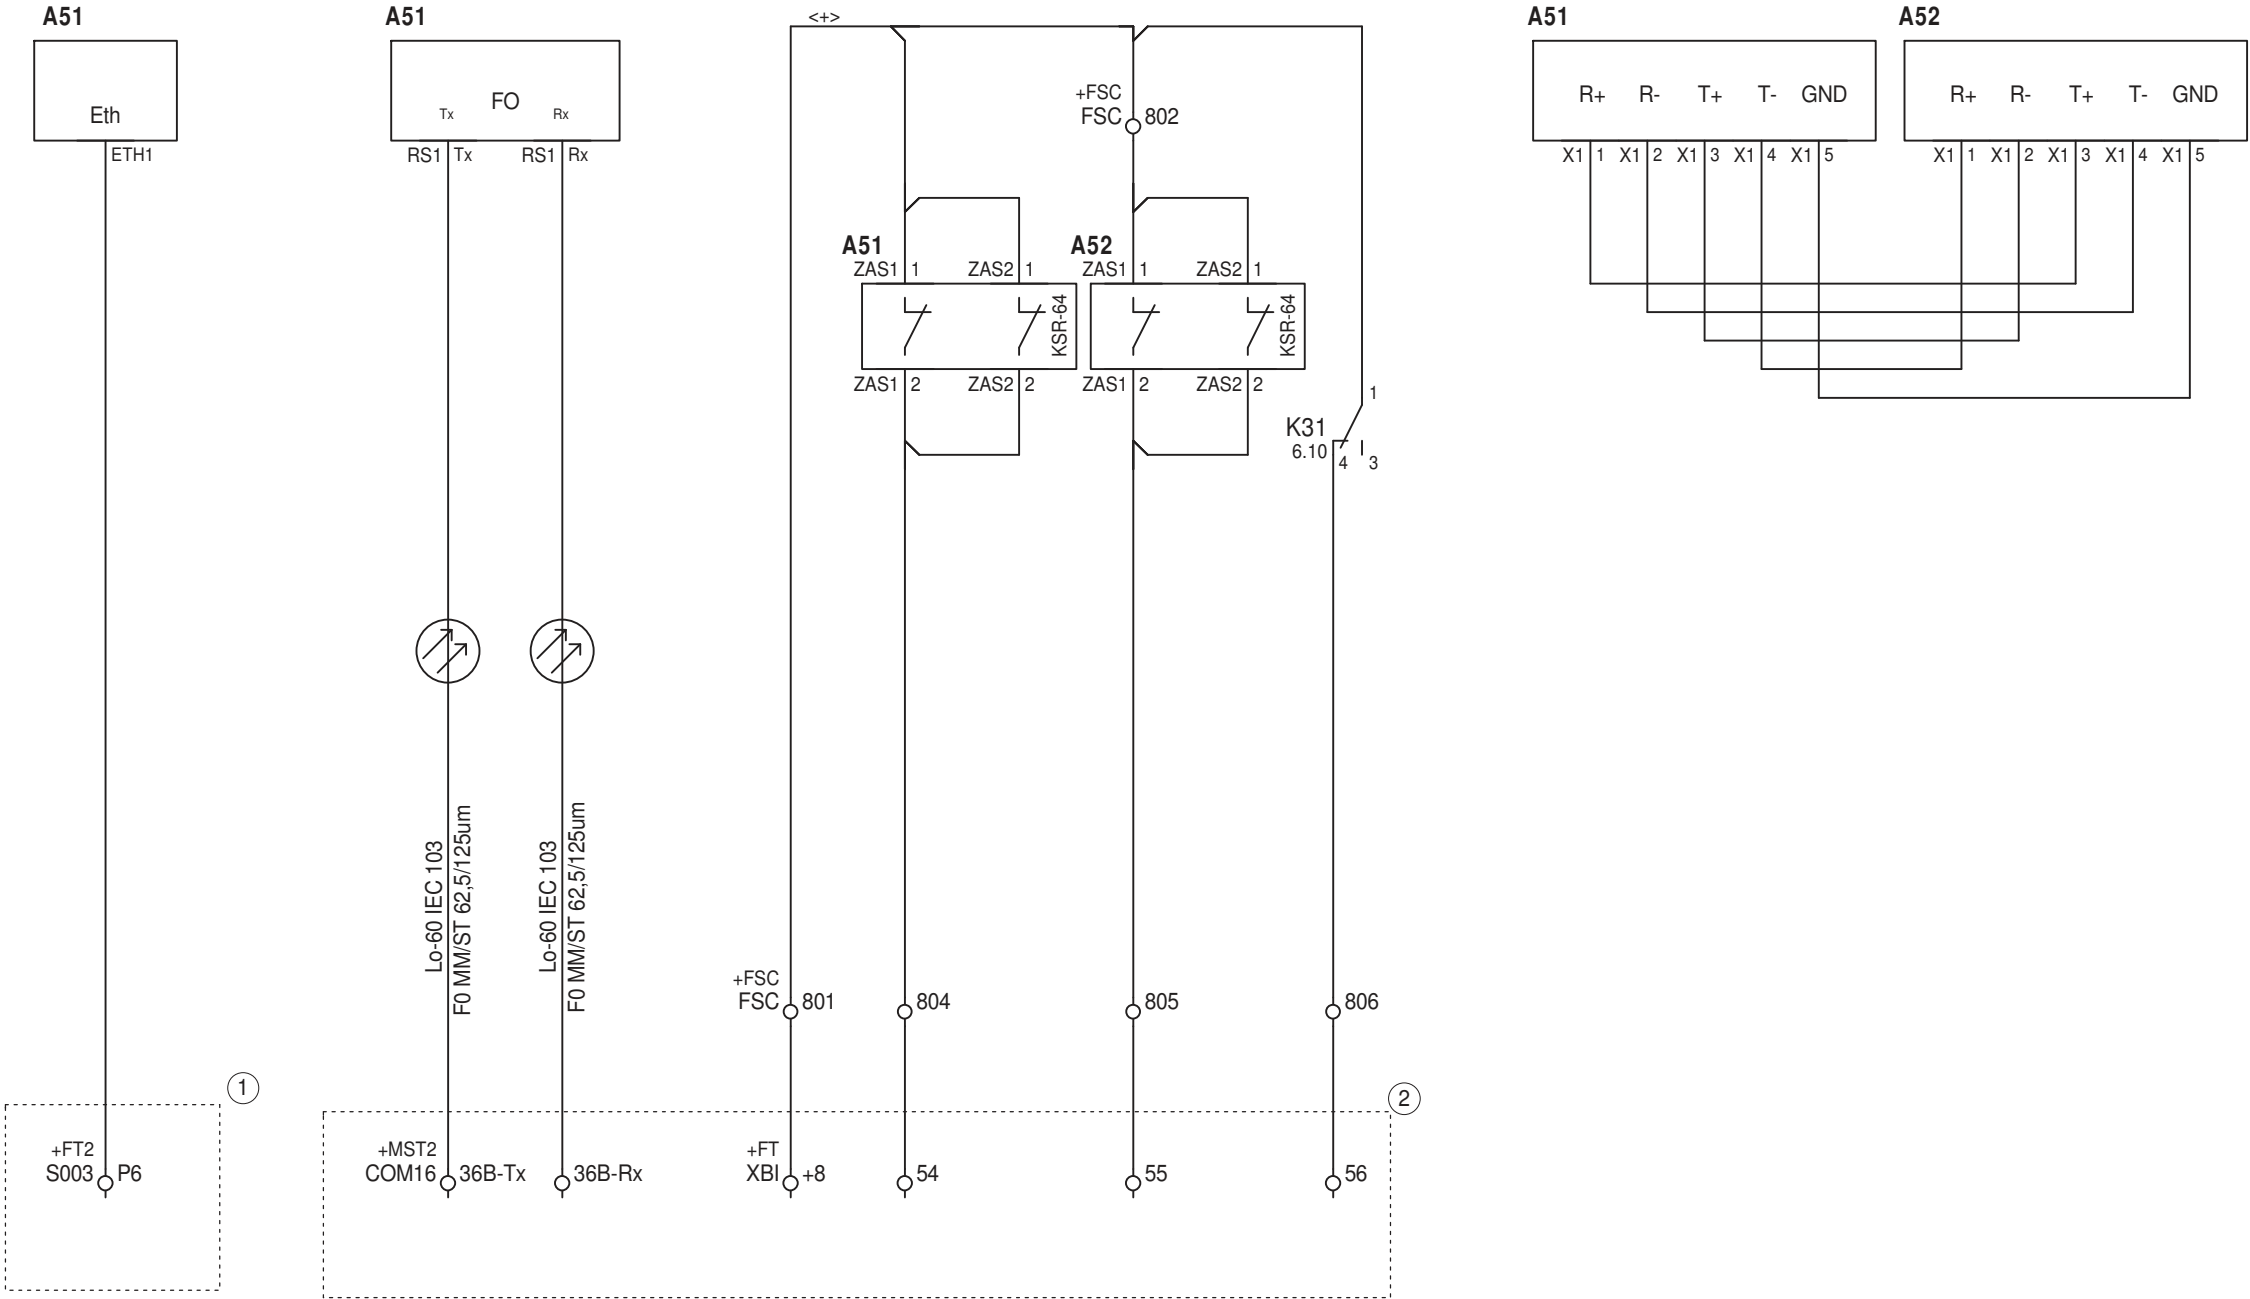 A51
A51
<+>
A51
A52
Eth
Tx
FO
Rx
+FSC
FSC
802
R+
R-
T+
T-
GND
R+
R-
T+
T-
GND
ETH1
RS1
Tx
RS1
Rx
X1
1
X1
2
X1
3
X1
4
X1
5
X1
1
X1
2
X1
3
X1
4
X1
5
A51
A52
ZAS1
1
ZAS2
1
ZAS1
1
ZAS2
1
KSR-64
KSR-64
ZAS1
2
ZAS2
2
ZAS1
2
ZAS2
2
1
K31
6.10
4
3
Lo-60 IEC 103
F0 MM/ST 62,5/125um
Lo-60 IEC 103
F0 MM/ST 62,5/125um
+FSC
FSC
801
804
805
806
1
2
+FT2
S003
P6
+MST2
COM16
36B-Tx
36B-Rx
+FT
XBI
+8
54
55
56